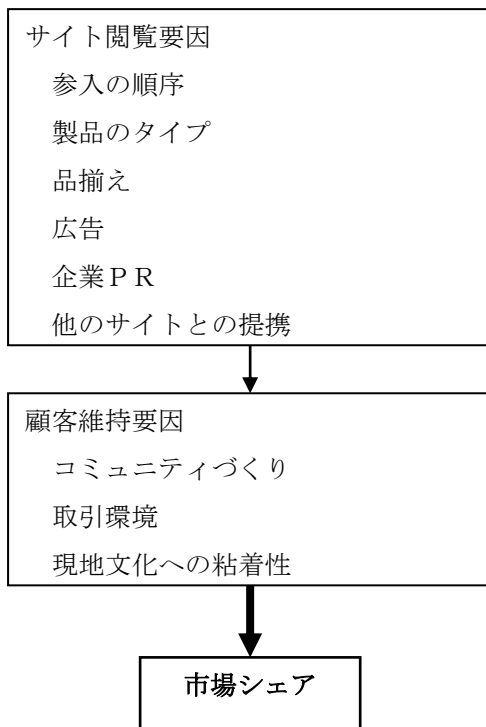 サイト閲覧要因
参入の順序
製品のタイプ
品揃え
広告
企業ＰＲ
他のサイトとの提携
顧客維持要因
コミュニティづくり
取引環境
現地文化への粘着性
市場シェア